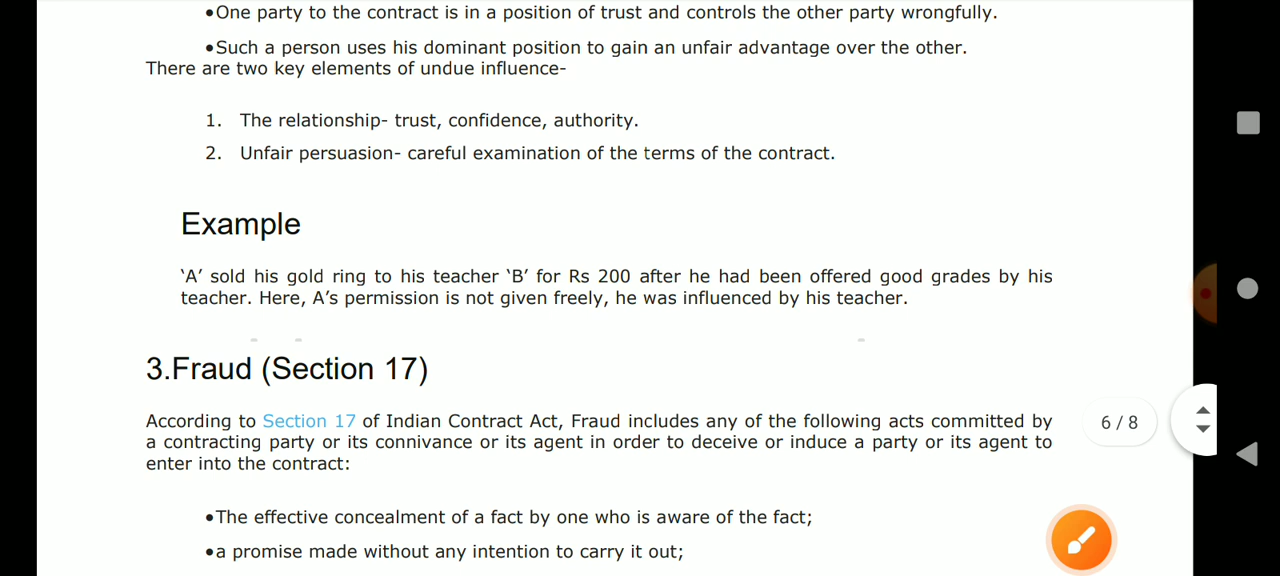 •One party to the contract is in a position of trust and controls the other party wrongfully.
•Such a person uses his dominant position to gain an unfair advantage over the other.
There are two key elements of undue influence-
1. The relationship- trust, confidence, authority.
2. Unfair persuasion- careful examination of the terms of the contract.
Example
‘A’ sold his gold ring to his teacher ‘B’ for Rs 200 after he had been offered good grades by his
teacher. Here, A’s permission is not given freely, he was influenced by his teacher.
3.Fraud (Section 17)
According to Section 17 of Indian Contract Act, Fraud includes any of the following acts committed by
a contracting party or its connivance or its agent in order to deceive or induce a party or its agent to
enter into the contract:
6 / 8
•The effective concealment of a fact by one who is aware of the fact;
•a promise made without any intention to carry it out;